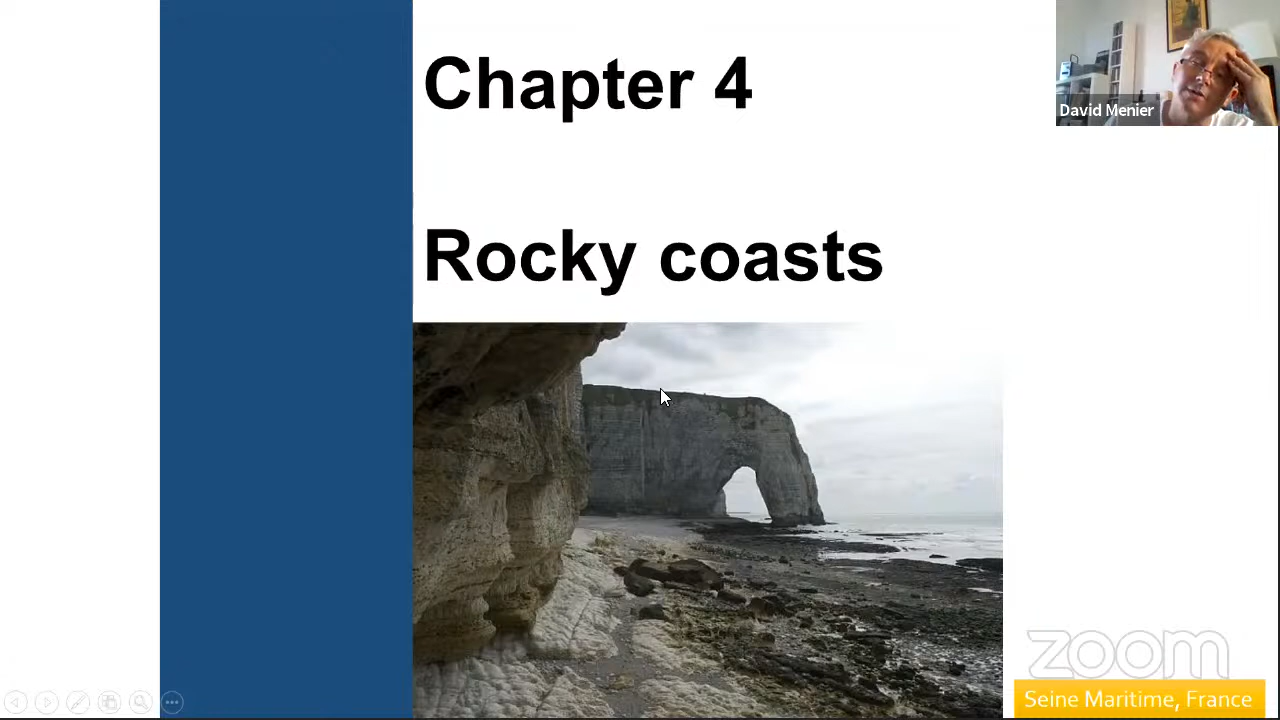 Chapter 4
David Menier
Rocky coasts
zoom
Seine Maritime, France